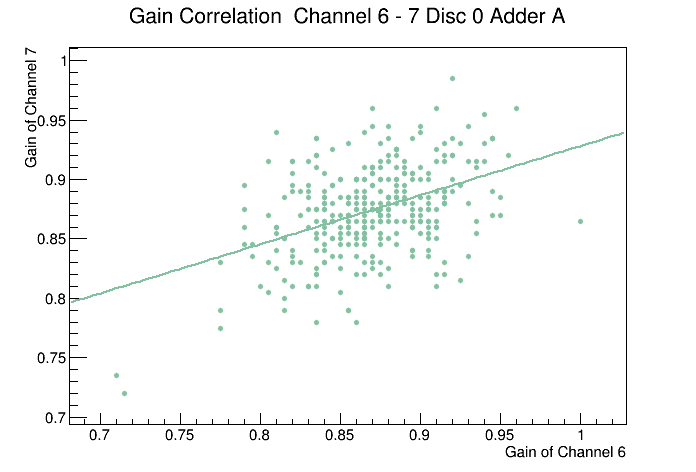 Gain Correlation Channel 6 - 7 Disc 0 Adder A
Gain of Channel 7
1
0.95
0.9
0.85
0.8
0.75
0.7
0.7 0.75 0.8 0.85 0.9 0.95 1
Gain of Channel 6